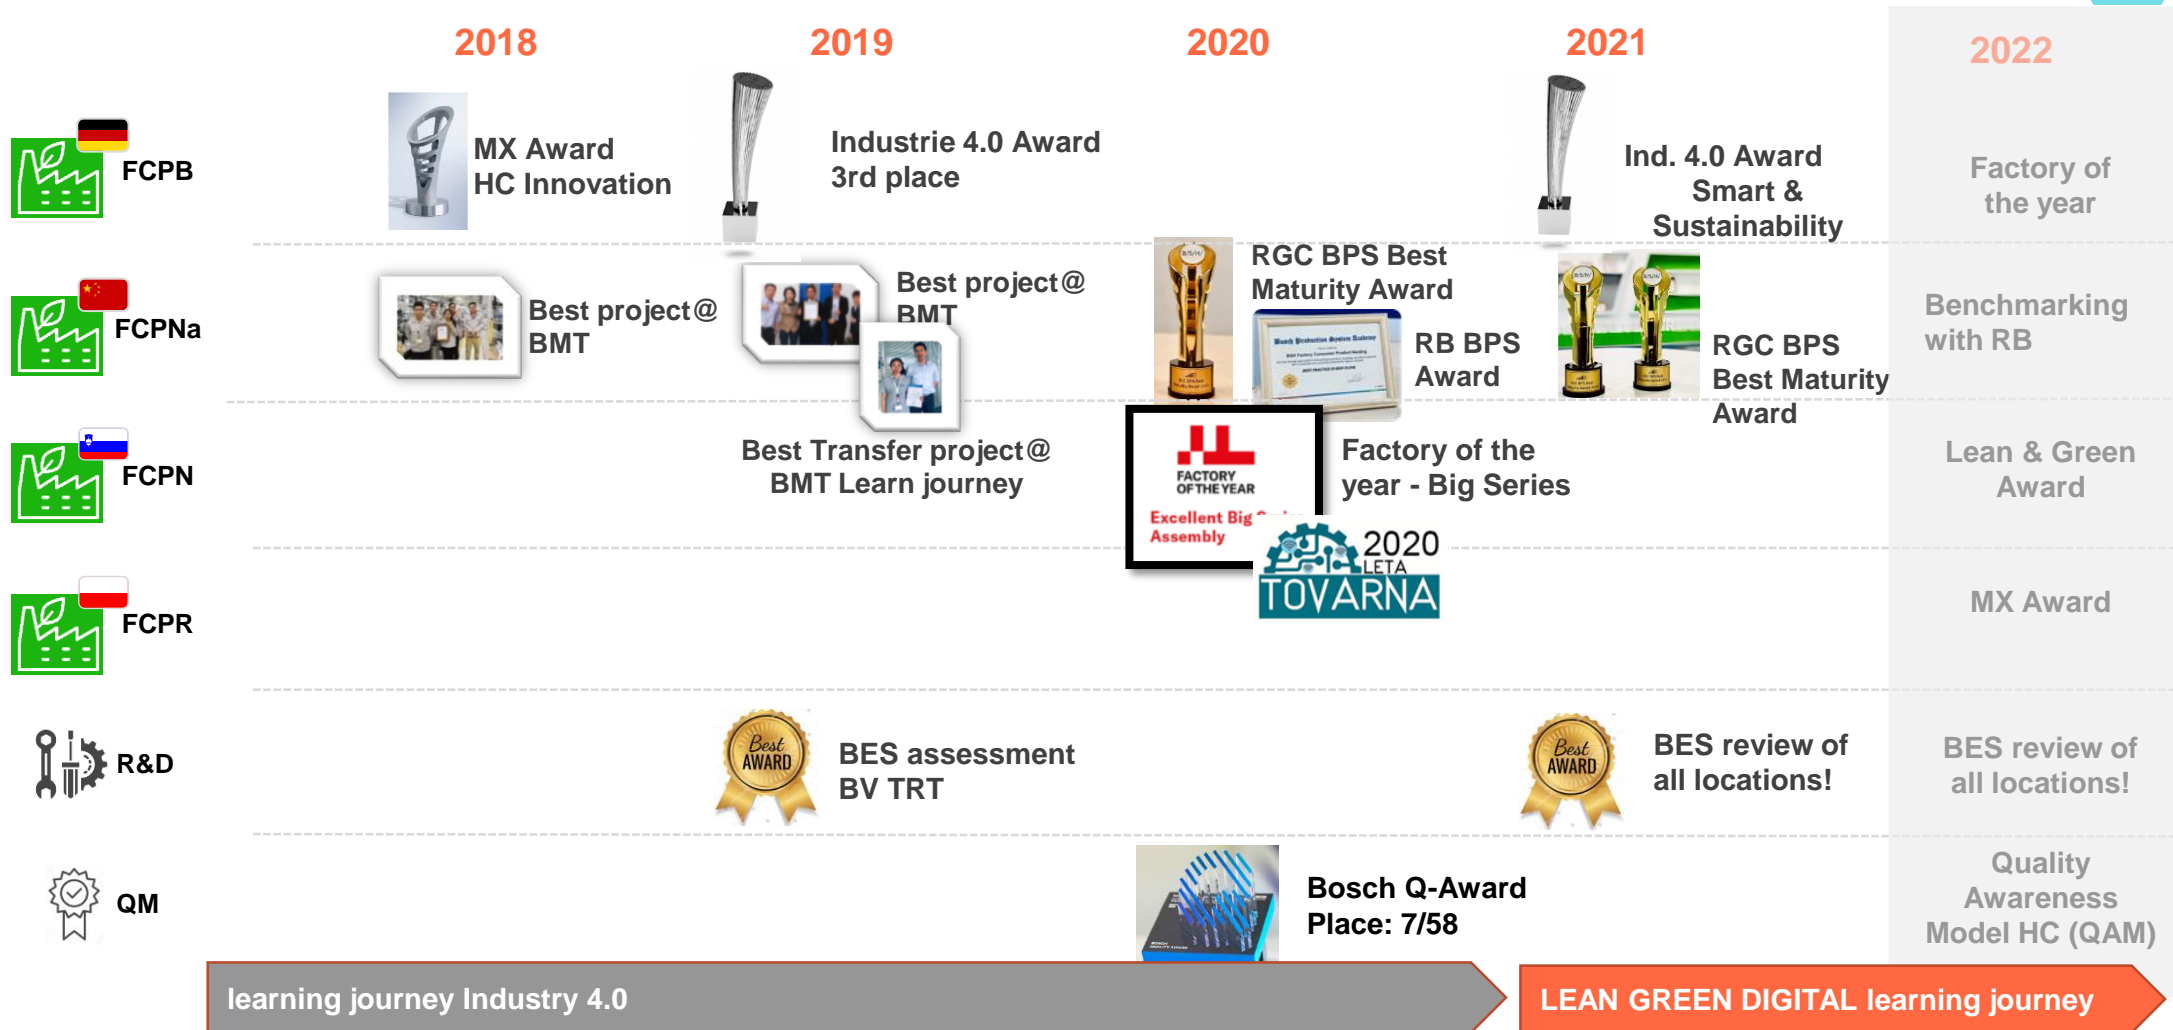 2018
2019
2020
2021
2022
FCPB
MX Award
HC Innovation
Industrie 4.0 Award
3rd place
Ind. 4.0 Award
Smart &
Sustainability
Factory of
the year
FCPNa
Best project@
BMT
Best project@
BMT
B/S/H/
RGC BPS Best
Maturity Award
Bosch Production System Academy
RB BPS
Award
B/S/H/
RGC BPS
Best Maturity
Award
Benchmarking
with RB
FCPN
Best Transfer project@
BMT Learn journey
FACTORY
OF THE YEAR
Excellent Big
Assembly
Factory of the
year - Big Series
2020
LETA
TOVARNA
Lean & Green
Award
FCPR
MX Award
R&D
Best
AWARD
BES assessment
BV TRT
Best
AWARD
BES review of
all locations!
BES review of
all locations!
QM
Bosch Q-Award
Place: 7/58
Quality
Awareness
Model HC (QAM)
learning journey Industry 4.0
LEAN GREEN DIGITAL learning journey